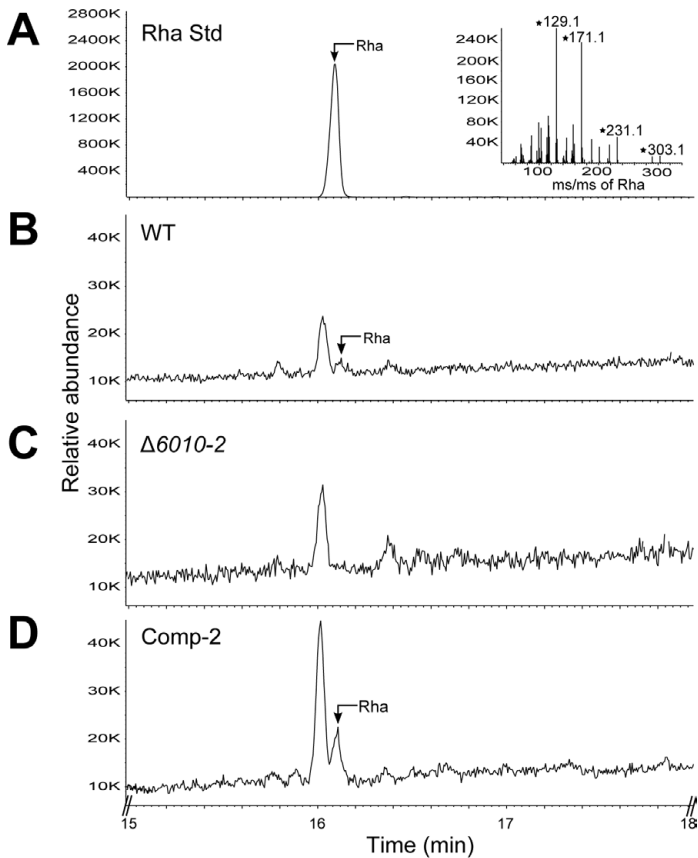 A
Rha Std
2800K
2400K
2000K
1600K
1200K
800K
400K
Rha
240K
200K
160K
120K
80K
40K
★129.1
★171.1
★231.1
★303.1
100 200 300
ms/ms of Rha
B
WT
40K
30K
20K
10K
Rha
Relative abundance
C
Δ6010-2
40K
30K
20K
10K
D
Comp-2
40K
30K
20K
10K
Rha
15 16 17 18
Time (min)